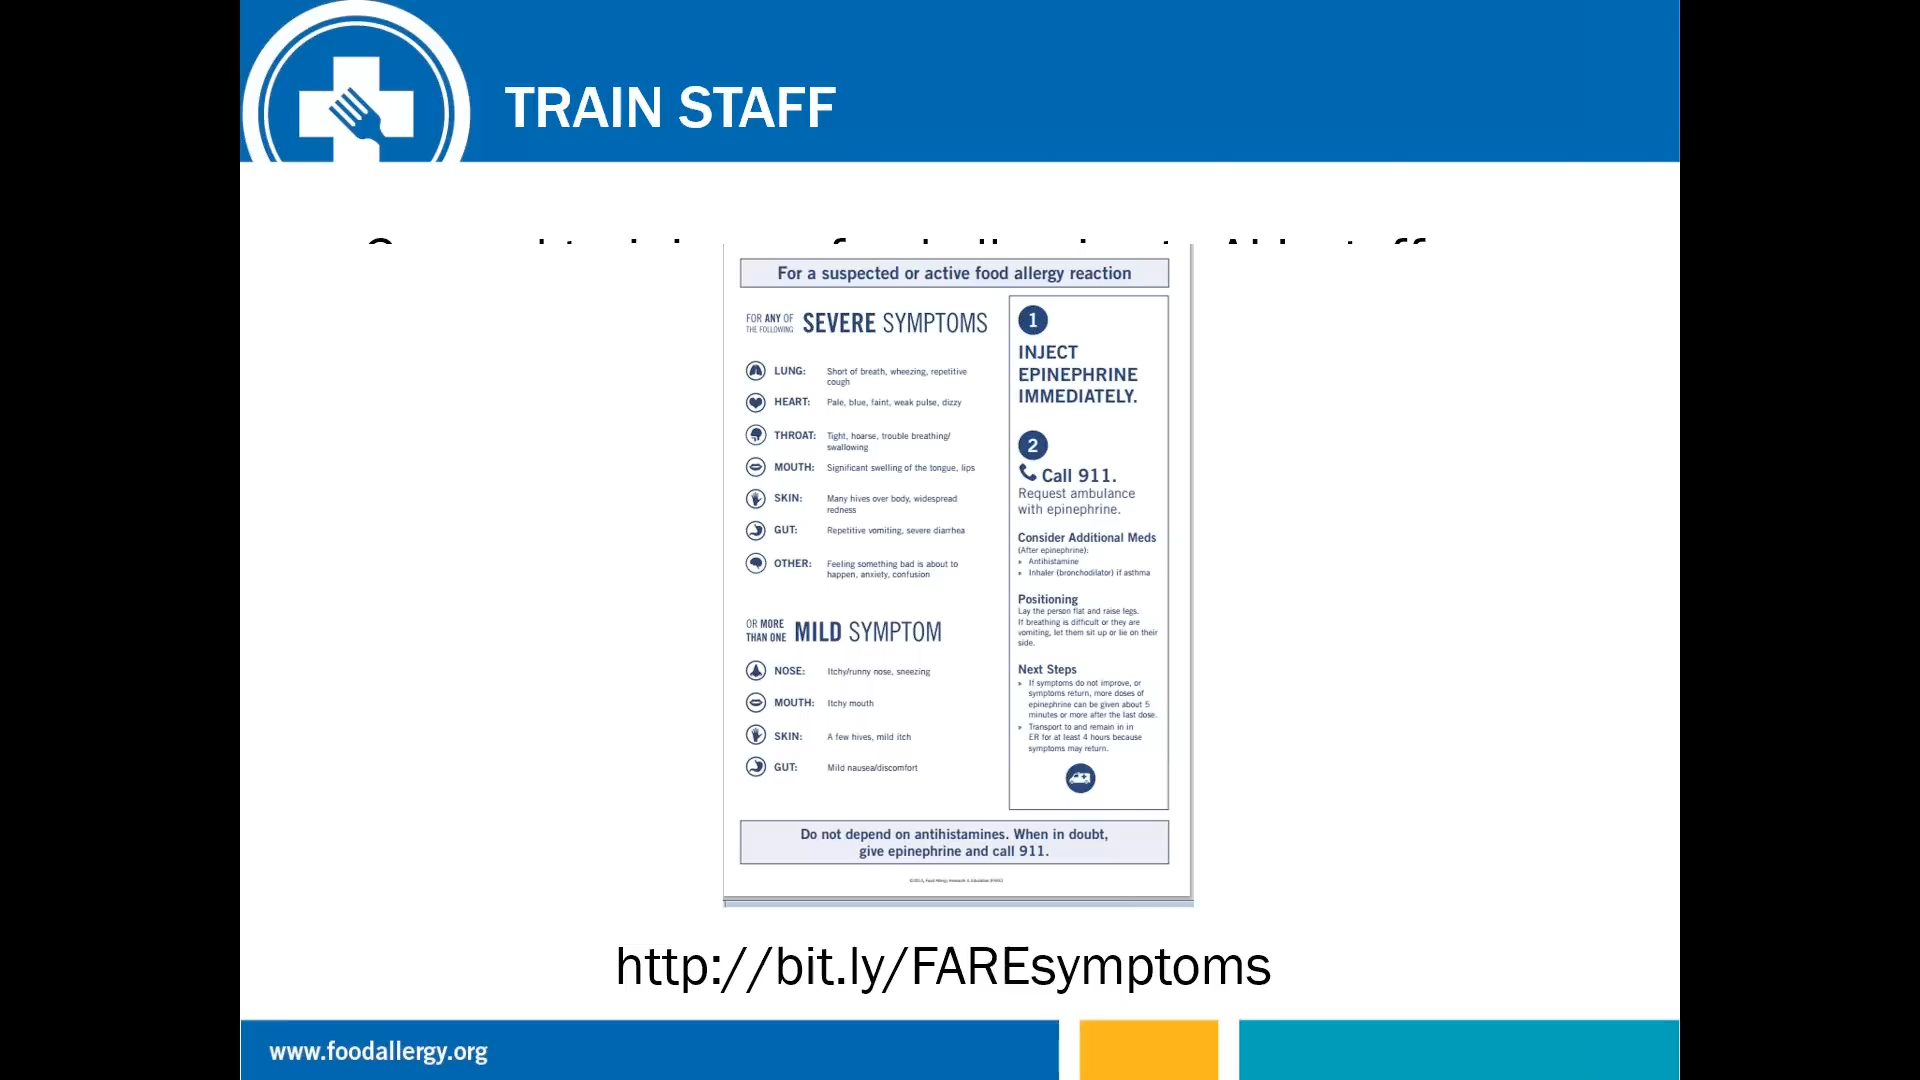 TRAIN STAFF
For a suspected or active food allergy reaction
FOR ANY OF
THE FOLLOWING
SEVERE SYMPTOMS
LUNG: Short of breath, wheezing, repetitive
cough
HEART: Pale, blue, faint, weak pulse, dizzy
THROAT: Tight, hoarse, trouble breathing/
swallowing
MOUTH: Significant swelling of the tongue, lips
SKIN: Many hives over body, widespread
redness
GUT: Repetitive vomiting, severe diarrhea
OTHER: Feeling something bad is about to
happen, anxiety, confusion
OR MORE
THAN ONE
MILD SYMPTOM
NOSE: Itchy/runny nose, sneezing
MOUTH: Itchy mouth
SKIN: A few hives, mild itch
GUT: Mild nausea/discomfort
1
INJECT
EPINEPHRINE
IMMEDIATELY.
2
Call 911.
Request ambulance
with epinephrine.
Consider Additional Meds
(After epinephrine):
» Antihistamine
» Inhaler (bronchodilator) if asthma
Positioning
Lay the person flat and raise legs.
If breathing is difficult or they are
vomiting, let them sit up or lie on their
side.
Next Steps
» If symptoms do not improve, or
symptoms return, more doses of
epinephrine can be given about 5
minutes or more after the last dose.
» Transport to and remain in in
ER for at least 4 hours because
symptoms may return.
Do not depend on antihistamines. When in doubt,
give epinephrine and call 911.
Food Allergy Research & Education (FARE)
http://bit.ly/FAREsymptoms
www.foodallergy.org